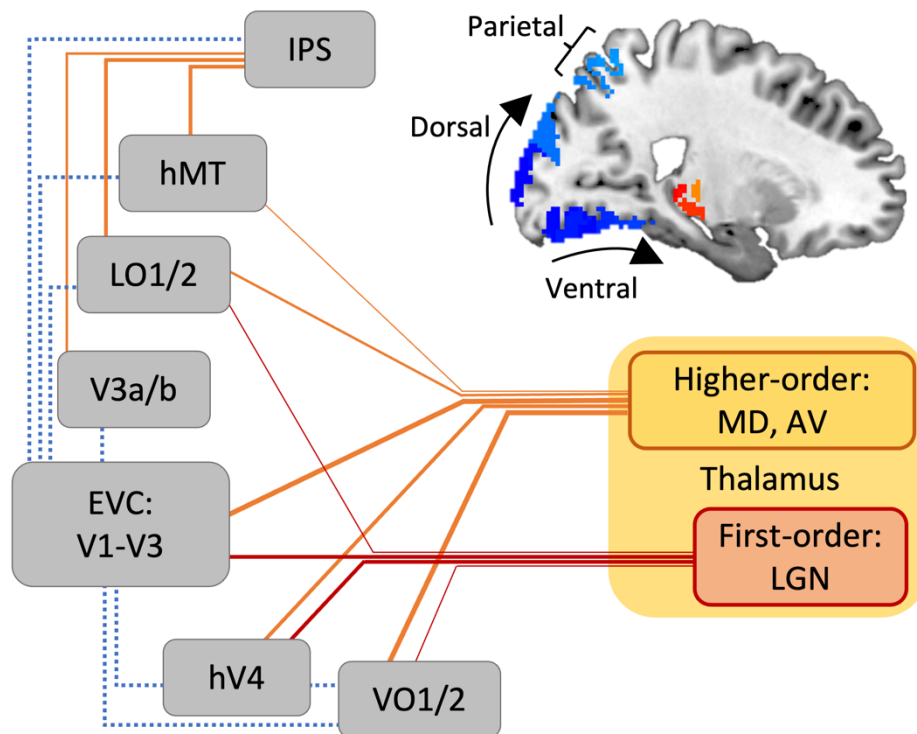 IPS
Parietal
Dorsal
hMT
LO1/2
Ventral
V3a/b
Higher-order:
MD, AV
Thalamus
EVC:
V1-V3
First-order:
LGN
hV4
VO1/2